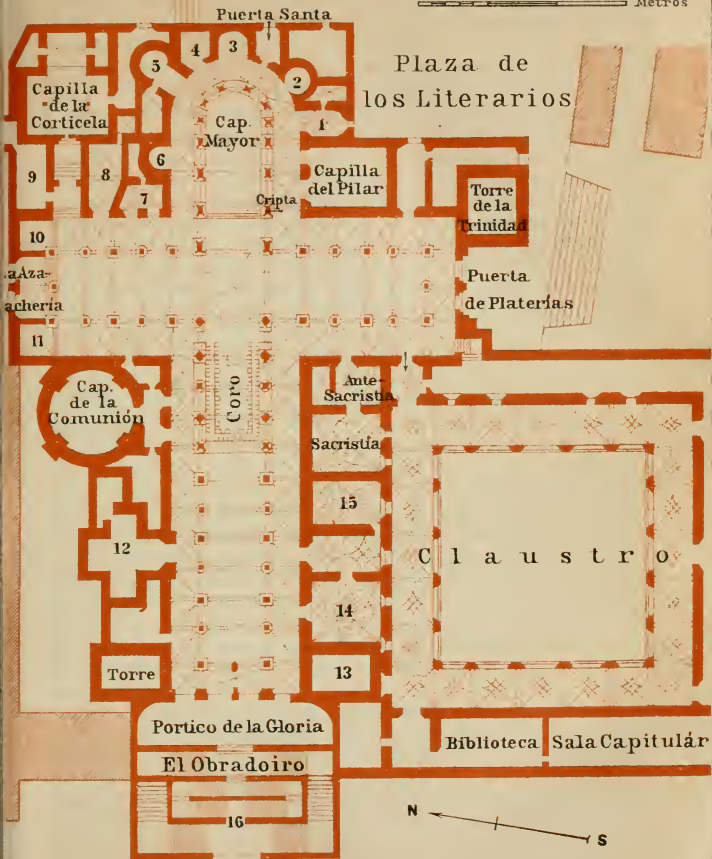 Metros
Puerta Santa
Plaza de
los Literarios
4
3
5
2
1
Capilla
de la
Corticela
Cap.
Mayor
6
9
8
7
Capilla
del Pilar
Cripta
Torre
de la
Trinidad
10
aAza-
achería
11
Puerta
de Platerías
Cap.
de la
Comunión
Coro
Ante-
Sacristía
Sacristía
15
12
Claustro
14
13
Torre
Portico de la Gloria
El Obradoiro
16
Biblioteca
Sala Capitulár
N
S